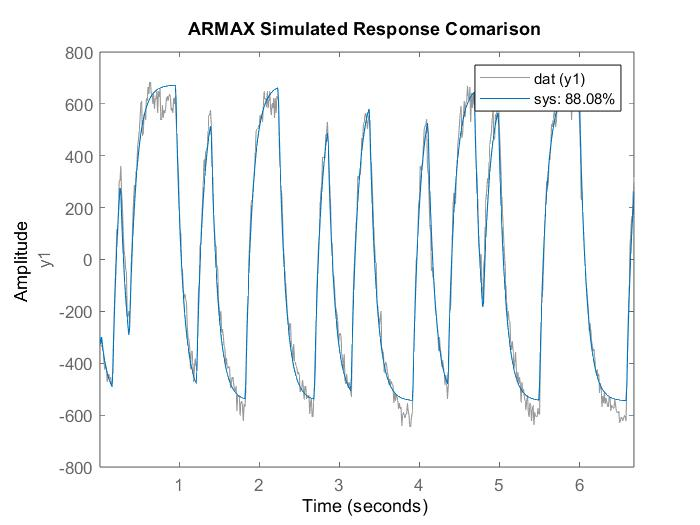 ARMAX Simulated Response Comarison
800
600
400
200
0
-200
-400
-600
-800
Amplitude
y1
dat (y1)
sys: 88.08%
1
2
3
4
5
6
Time (seconds)